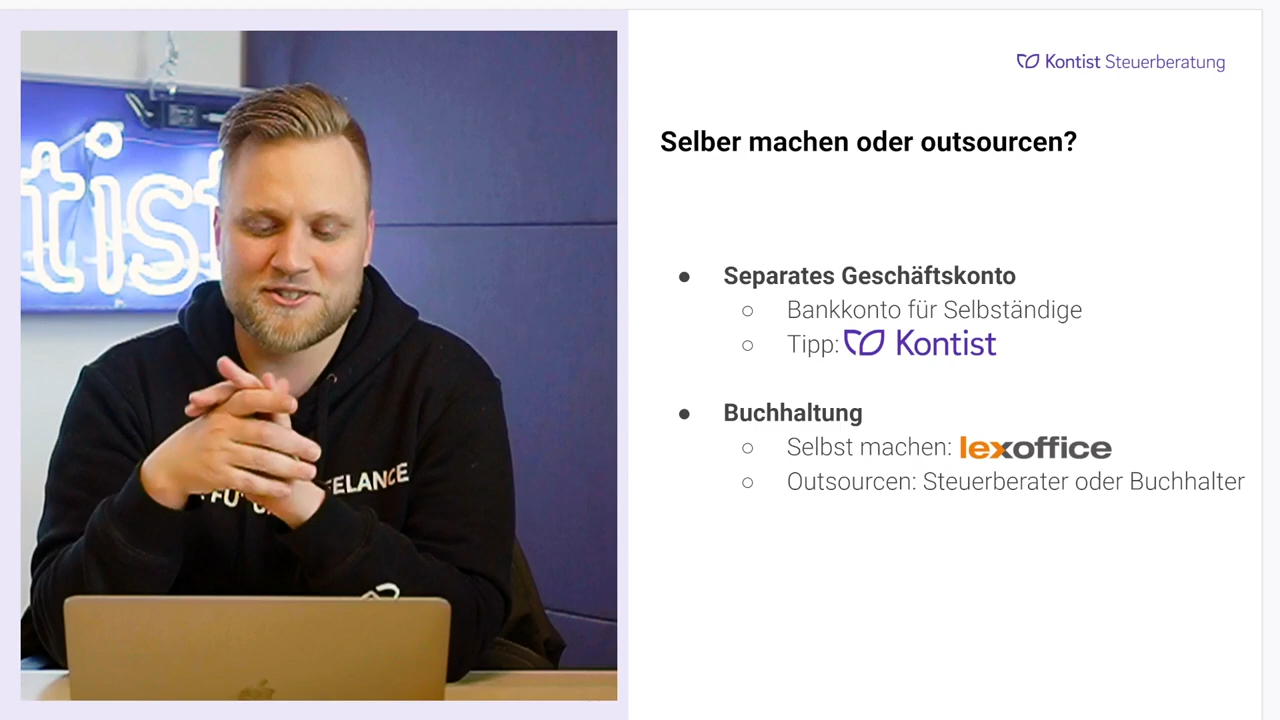 Kontist Steuerberatung
Selber machen oder outsourcen?
● Separates Geschäftskonto
○ Bankkonto für Selbständige
○ Tipp: Kontist
● Buchhaltung
○ Selbst machen: lexoffice
○ Outsourcen: Steuerberater oder Buchhalter
tist